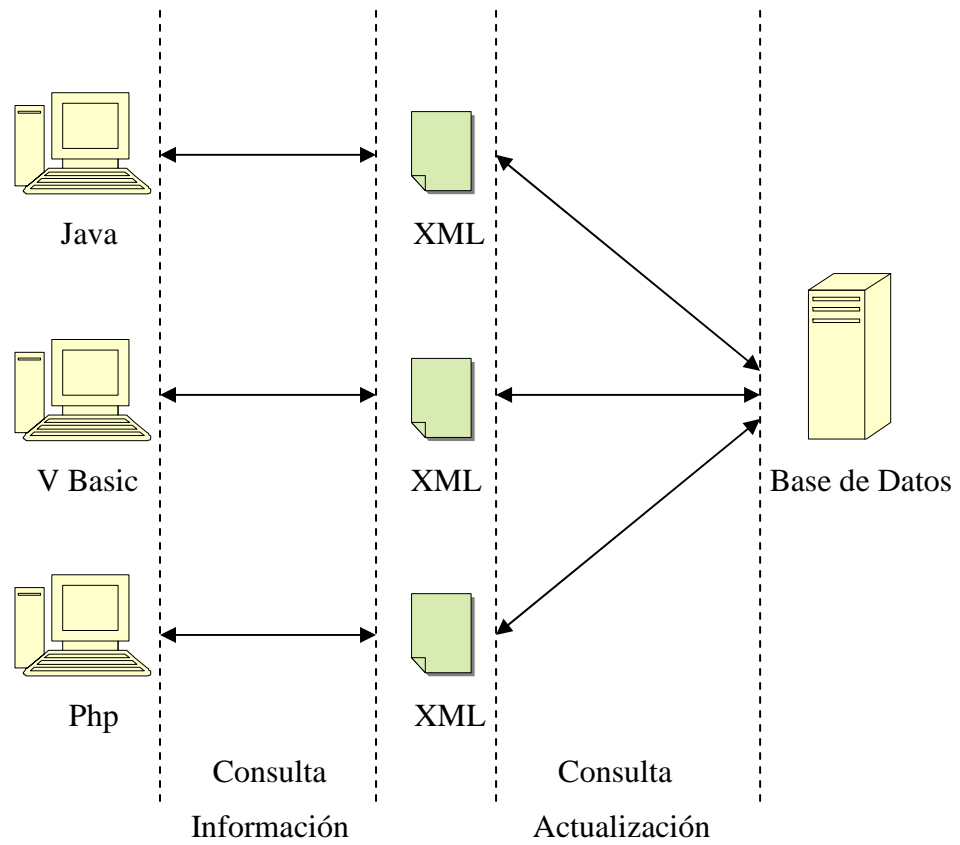 Java
XML
V Basic
XML
Base de Datos
Php
XML
Consulta
Consulta
Información
Actualización